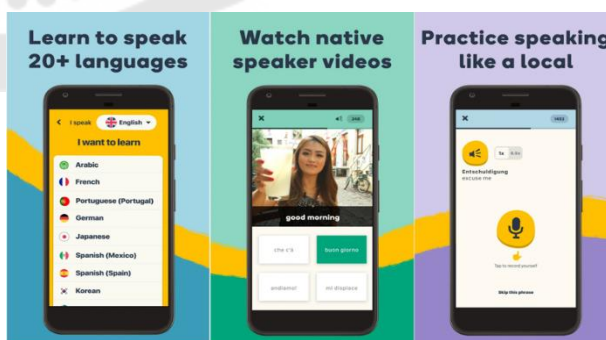 Learn to speak
20+ languages
I speak English
I want to learn
Arabic
French
Portuguese (Portugal)
German
Japanese
Spanish (Mexico)
Spanish (Spain)
Korean
Watch native
speaker videos
good morning
che c'è
buon giorno
andiamo!
mi dispiace
Practice speaking
like a local
1x
Entschuldigung
excuse me
Tap to record yourself
Skip this phrase